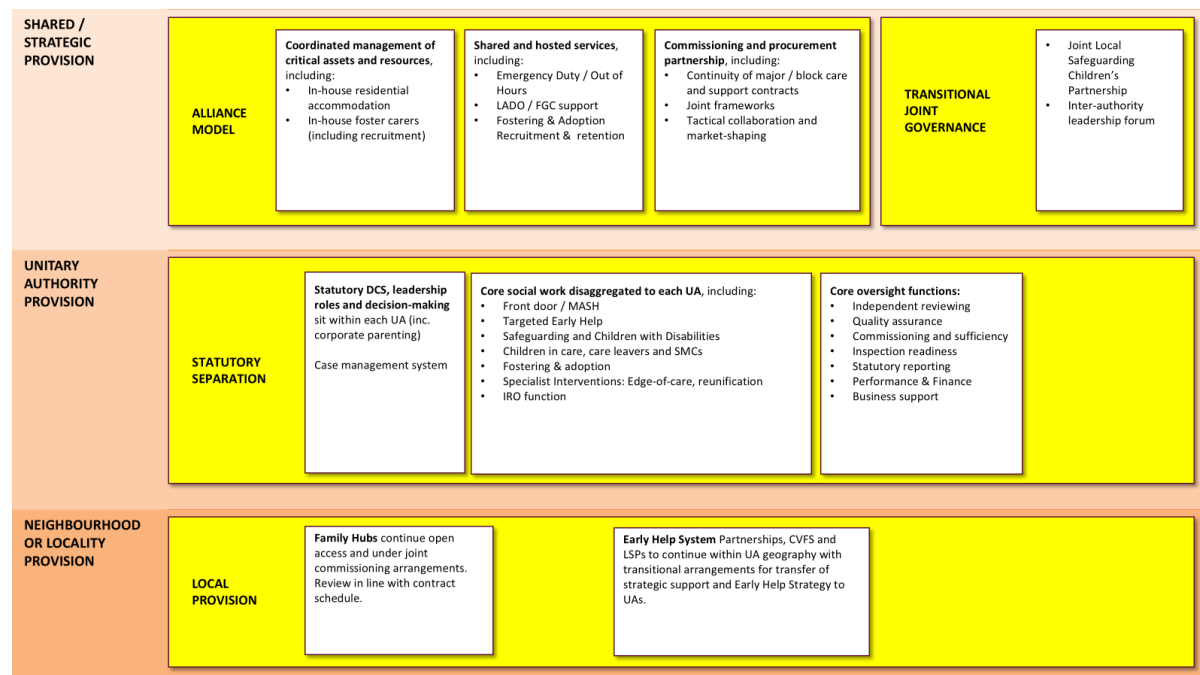 SHARED /
STRATEGIC
PROVISION
ALLIANCE
MODEL
Coordinated management of
critical assets and resources,
including:
• In-house residential
accommodation
• In-house foster carers
(including recruitment)
Shared and hosted services,
including:
• Emergency Duty / Out of
Hours
• LADO / FGC support
• Fostering & Adoption
Recruitment & retention
Commissioning and procurement
partnership, including:
• Continuity of major / block care
and support contracts
• Joint frameworks
• Tactical collaboration and
market-shaping
TRANSITIONAL
JOINT
GOVERNANCE
• Joint Local
Safeguarding
Children's
Partnership
• Inter-authority
leadership forum
UNITARY
AUTHORITY
PROVISION
STATUTORY
SEPARATION
Statutory DCS, leadership
roles and decision-making
sit within each UA (inc.
corporate parenting)
Case management system
Core social work disaggregated to each UA, including:
• Front door / MASH
• Targeted Early Help
• Safeguarding and Children with Disabilities
• Children in care, care leavers and SMCs
• Fostering & adoption
• Specialist Interventions: Edge-of-care, reunification
• IRO function
Core oversight functions:
• Independent reviewing
• Quality assurance
• Commissioning and sufficiency
• Inspection readiness
• Statutory reporting
• Performance & Finance
• Business support
NEIGHBOURHOOD
OR LOCALITY
PROVISION
LOCAL
PROVISION
Family Hubs continue open
access and under joint
commissioning arrangements.
Review in line with contract
schedule.
Early Help System Partnerships, CVFS and
LSPs to continue within UA geography with
transitional arrangements for transfer of
strategic support and Early Help Strategy to
UAs.